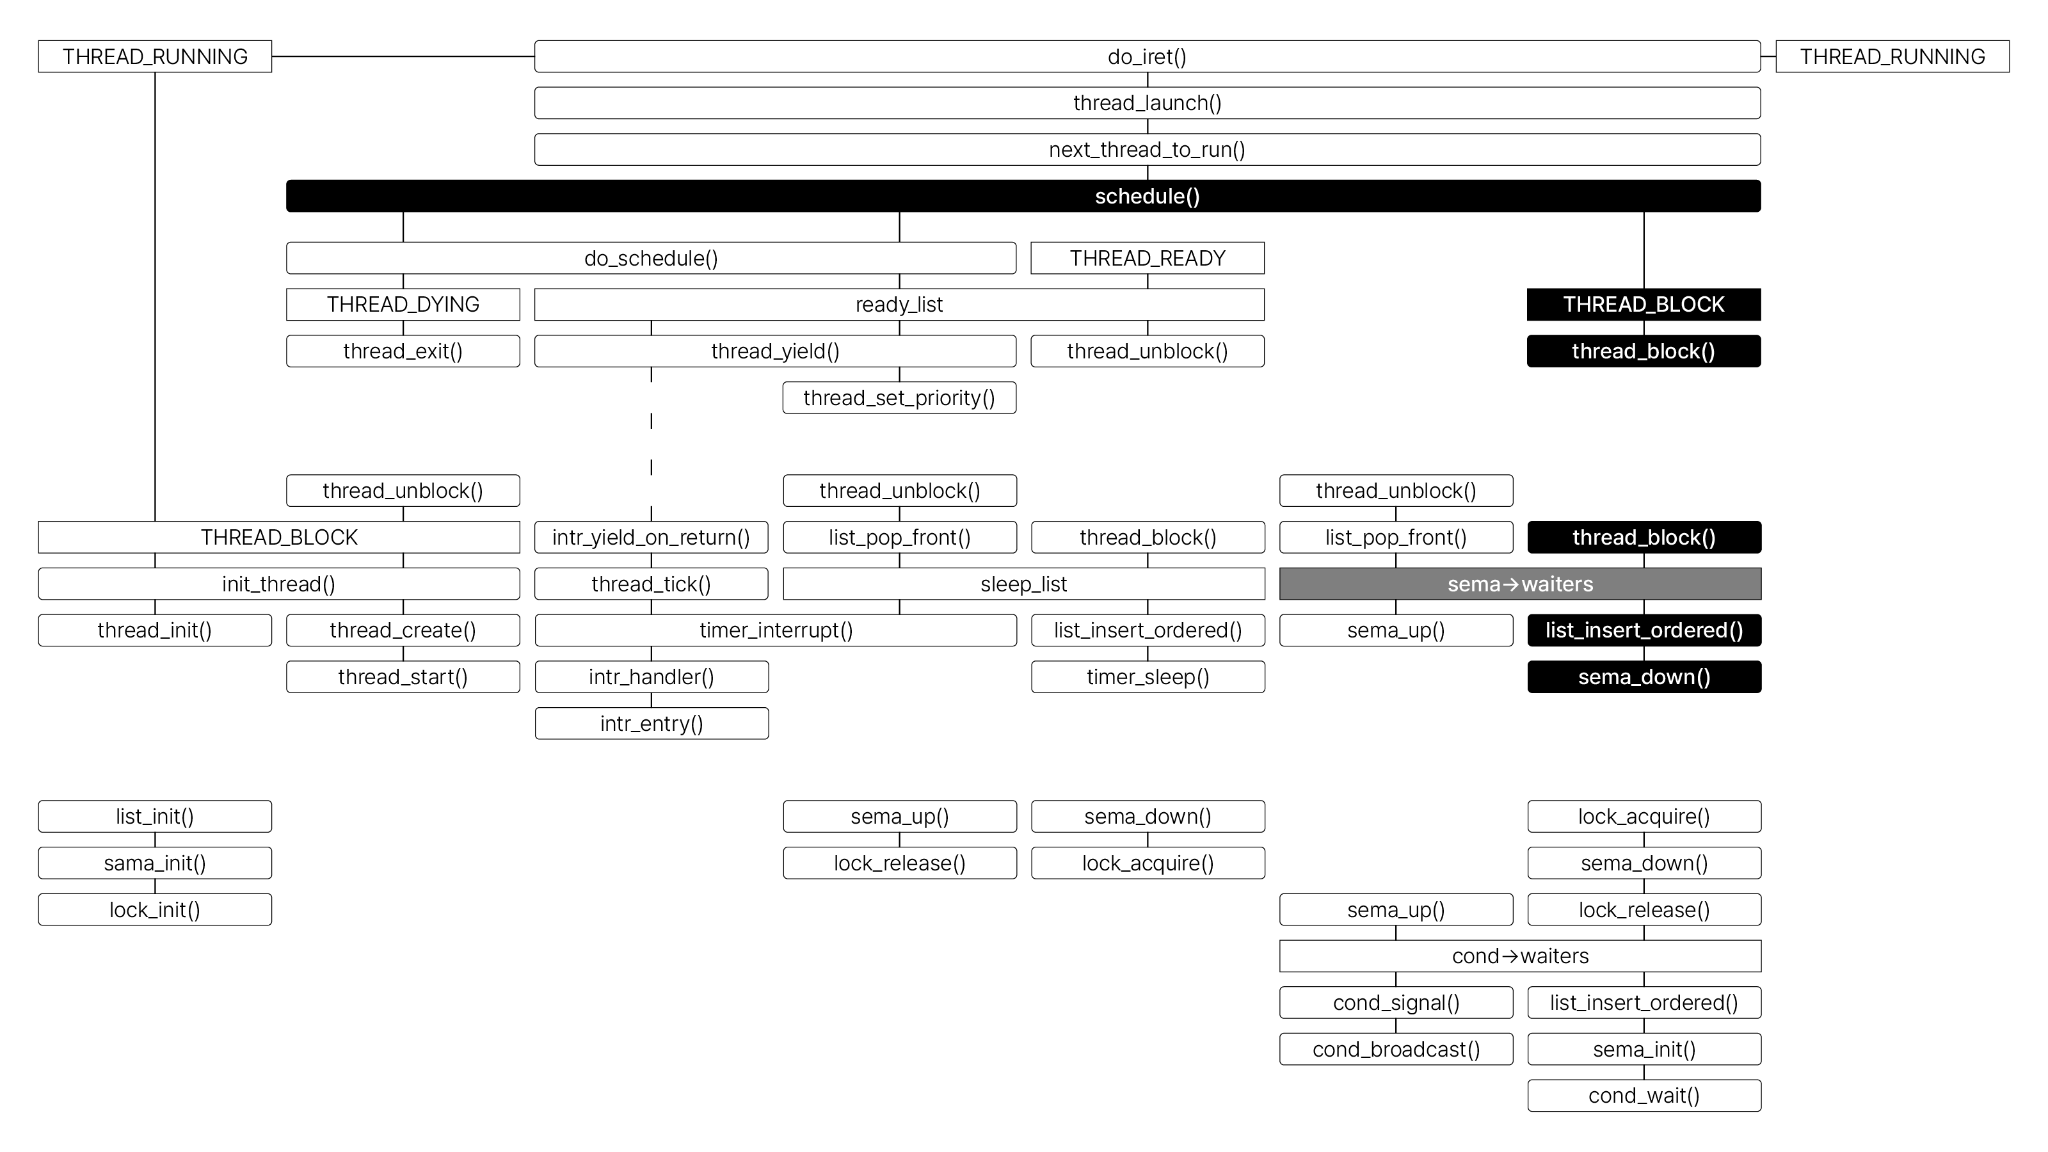 THREAD_RUNNING
do_iret()
THREAD_RUNNING
thread_launch()
next_thread_to_run()
schedule()
do_schedule()
THREAD_READY
THREAD_DYING
ready_list
THREAD_BLOCK
thread_exit()
thread_yield()
thread_unblock()
thread_block()
thread_set_priority()
thread_unblock()
thread_unblock()
thread_unblock()
THREAD_BLOCK
intr_yield_on_return()
list_pop_front()
thread_block()
list_pop_front()
thread_block()
init_thread()
thread_tick()
sleep_list
sema→waiters
thread_init()
thread_create()
timer_interrupt()
list_insert_ordered()
sema_up()
list_insert_ordered()
thread_start()
intr_handler()
timer_sleep()
sema_down()
intr_entry()
list_init()
sema_up()
sema_down()
lock_acquire()
sama_init()
lock_release()
lock_acquire()
sema_down()
lock_init()
sema_up()
lock_release()
cond→waiters
cond_signal()
list_insert_ordered()
cond_broadcast()
sema_init()
cond_wait()